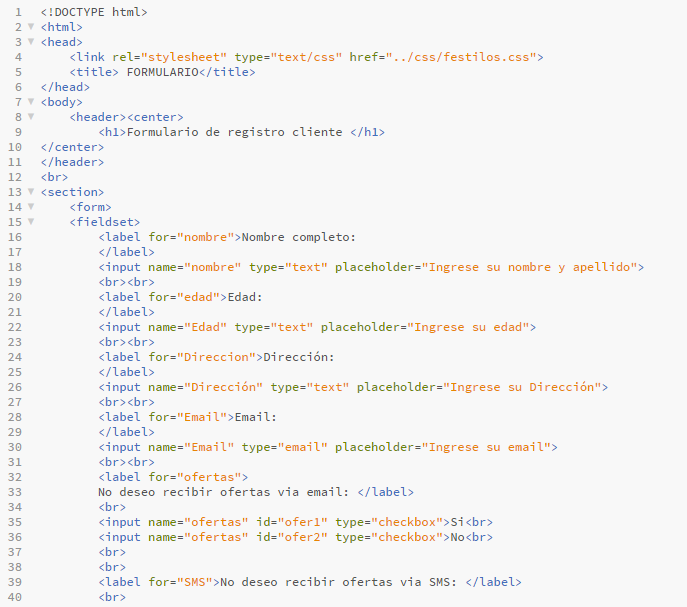 1 <!DOCTYPE html>
2 <html>
3 <head>
4 <link rel="stylesheet" type="text/css" href="../css/festilos.css">
5 <title> FORMULARIO</title>
6 </head>
7 <body>
8 <header><center>
9 <h1>Formulario de registro cliente </h1>
10 </center>
11 </header>
12 <br>
13 <section>
14 <form>
15 <fieldset>
16 <label for="nombre">Nombre completo:
17 </label>
18 <input name="nombre" type="text" placeholder="Ingrese su nombre y apellido">
19 <br><br>
20 <label for="edad">Edad:
21 </label>
22 <input name="Edad" type="text" placeholder="Ingrese su edad">
23 <br><br>
24 <label for="Direccion">Dirección:
25 </label>
26 <input name="Dirección" type="text" placeholder="Ingrese su Dirección">
27 <br><br>
28 <label for="Email">Email:
29 </label>
30 <input name="Email" type="email" placeholder="Ingrese su email">
31 <br><br>
32 <label for="ofertas">
33 No deseo recibir ofertas via email: </label>
34 <br>
35 <input name="ofertas" id="ofer1" type="checkbox">Si<br>
36 <input name="ofertas" id="ofer2" type="checkbox">No<br>
37 <br>
38 <br>
39 <label for="SMS">No deseo recibir ofertas via SMS: </label>
40 <br>